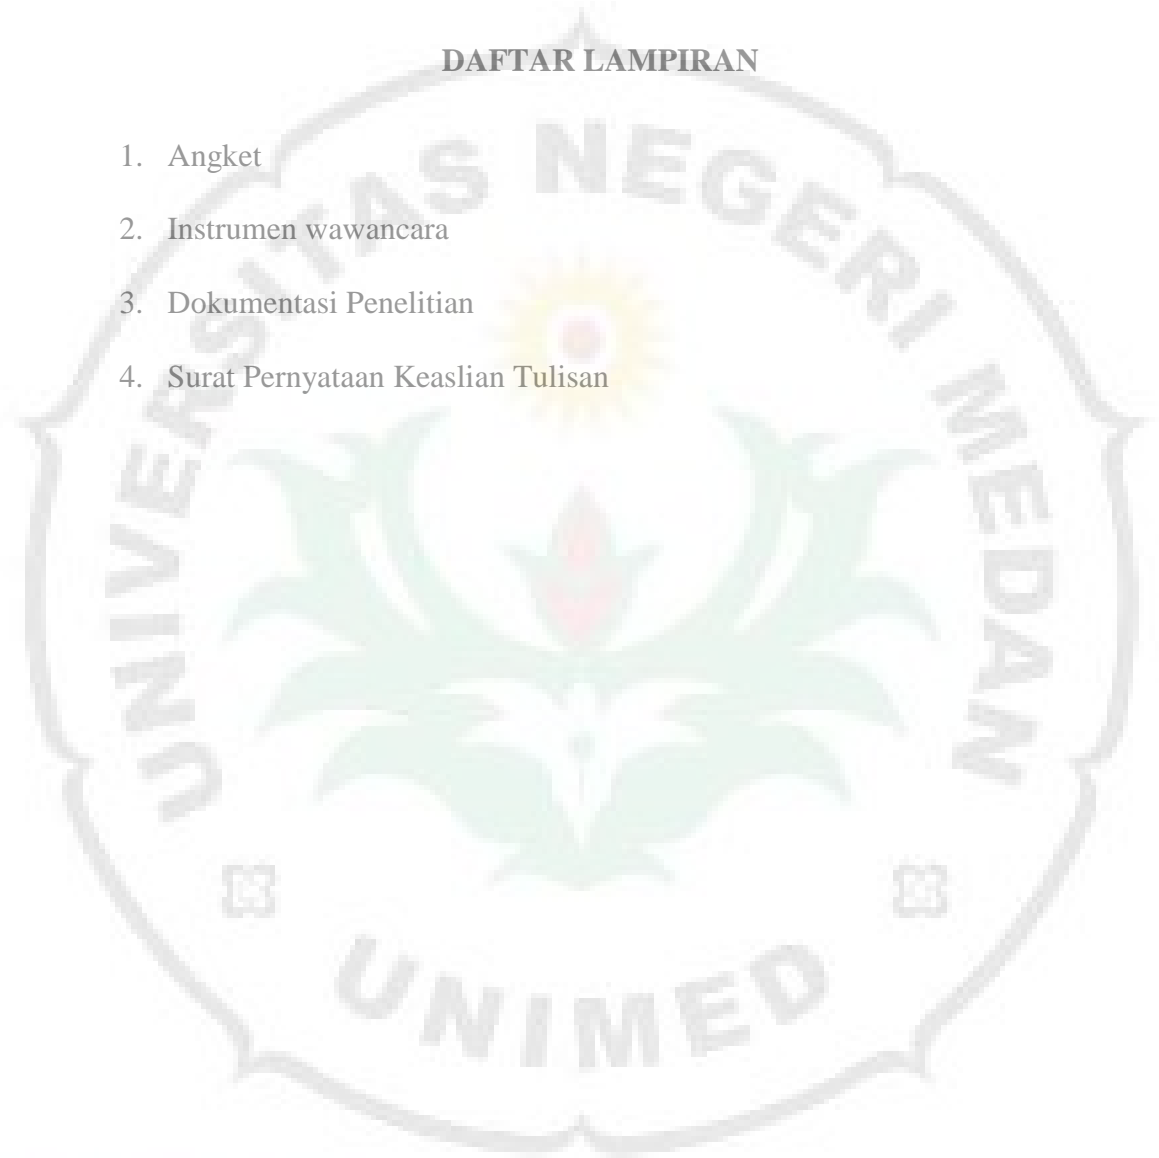 DAFTAR LAMPIRAN
1. Angket
2. Instrumen wawancara
3. Dokumentasi Penelitian
4. Surat Pernyataan Keaslian Tulisan
UNIVERSITAS NEGERI MEDAN
UNIMED